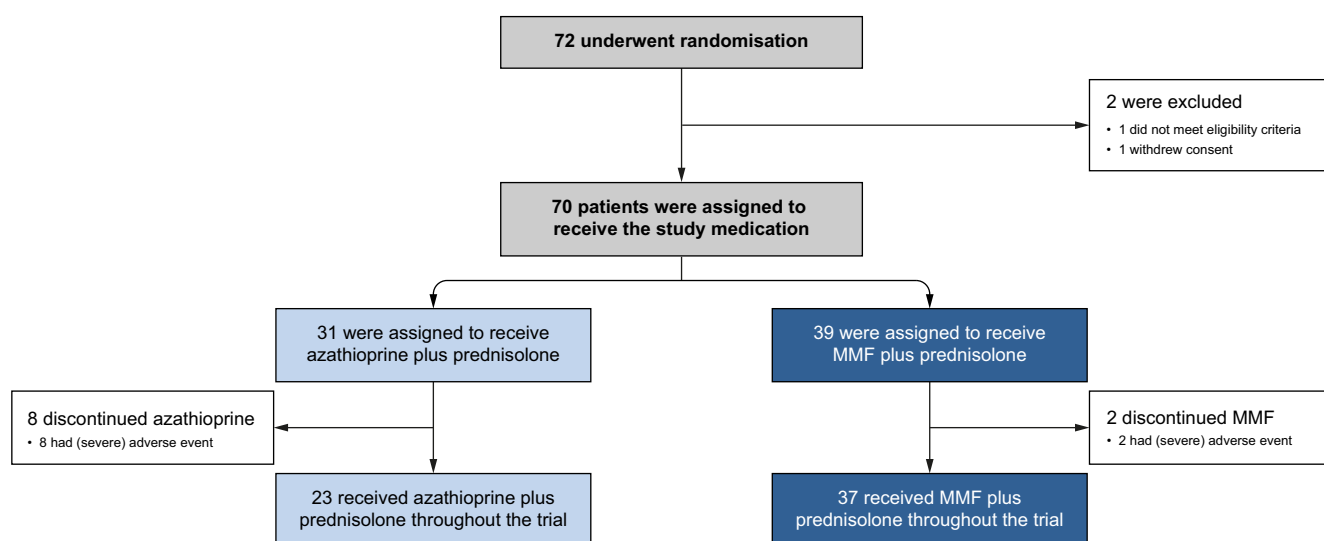 72 underwent randomisation
2 were excluded
• 1 did not meet eligibility criteria
• 1 withdrew consent
70 patients were assigned to
receive the study medication
31 were assigned to receive
azathioprine plus prednisolone
39 were assigned to receive
MMF plus prednisolone
8 discontinued azathioprine
• 8 had (severe) adverse event
2 discontinued MMF
• 2 had (severe) adverse event
23 received azathioprine plus
prednisolone throughout the trial
37 received MMF plus
prednisolone throughout the trial